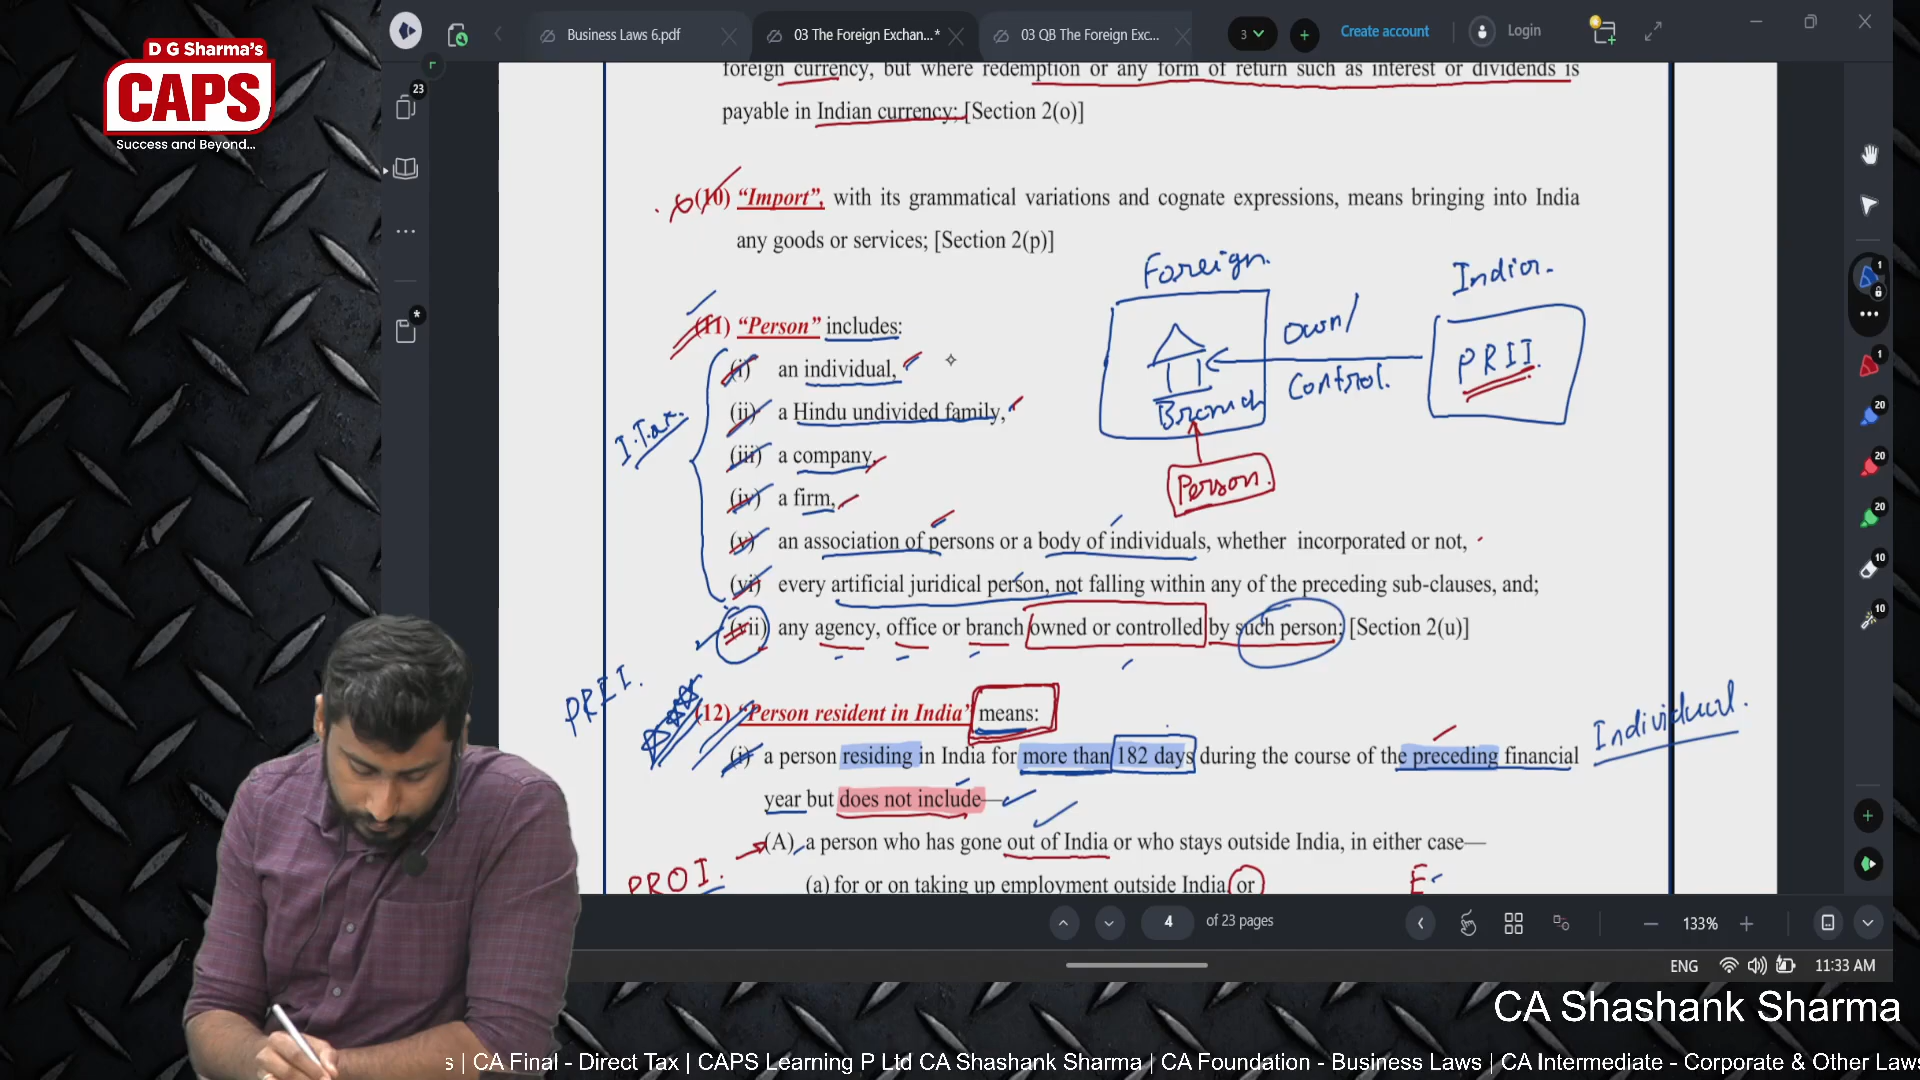 D G Sharma's
CAPS
Success and Beyond...
Business Laws 6.pdf
03 The Foreign Exchan...*
03 QB The Foreign Exc...
3
Create account
Login
23
foreign currency, but where redemption or any form of return such as interest or dividends is
payable in Indian currency; [Section 2(o)]
(10) “Import”, with its grammatical variations and cognate expressions, means bringing into India
any goods or services; [Section 2(p)]
Foreign.
India.
Own/
Control.
PRII.
Branch
Person.
(11) “Person” includes:
(i) an individual,
(ii) a Hindu undivided family,
(iii) a company,
(iv) a firm,
(v) an association of persons or a body of individuals, whether incorporated or not,
(vi) every artificial juridical person, not falling within any of the preceding sub-clauses, and;
(vii) any agency, office or branch owned or controlled by such person; [Section 2(u)]
(12) “Person resident in India” means:
(i) a person residing in India for more than 182 days during the course of the preceding financial
Individual.
year but does not include—
(A) a person who has gone out of India or who stays outside India, in either case—
PROI.
(a) for or on taking up employment outside India, or
1
1
20
20
20
10
10
4
of 23 pages
133%
ENG
11:33 AM
CA Shashank Sharma
s | CA Final - Direct Tax | CAPS Learning P Ltd CA Shashank Sharma | CA Foundation - Business Laws | CA Intermediate - Corporate & Other Laws